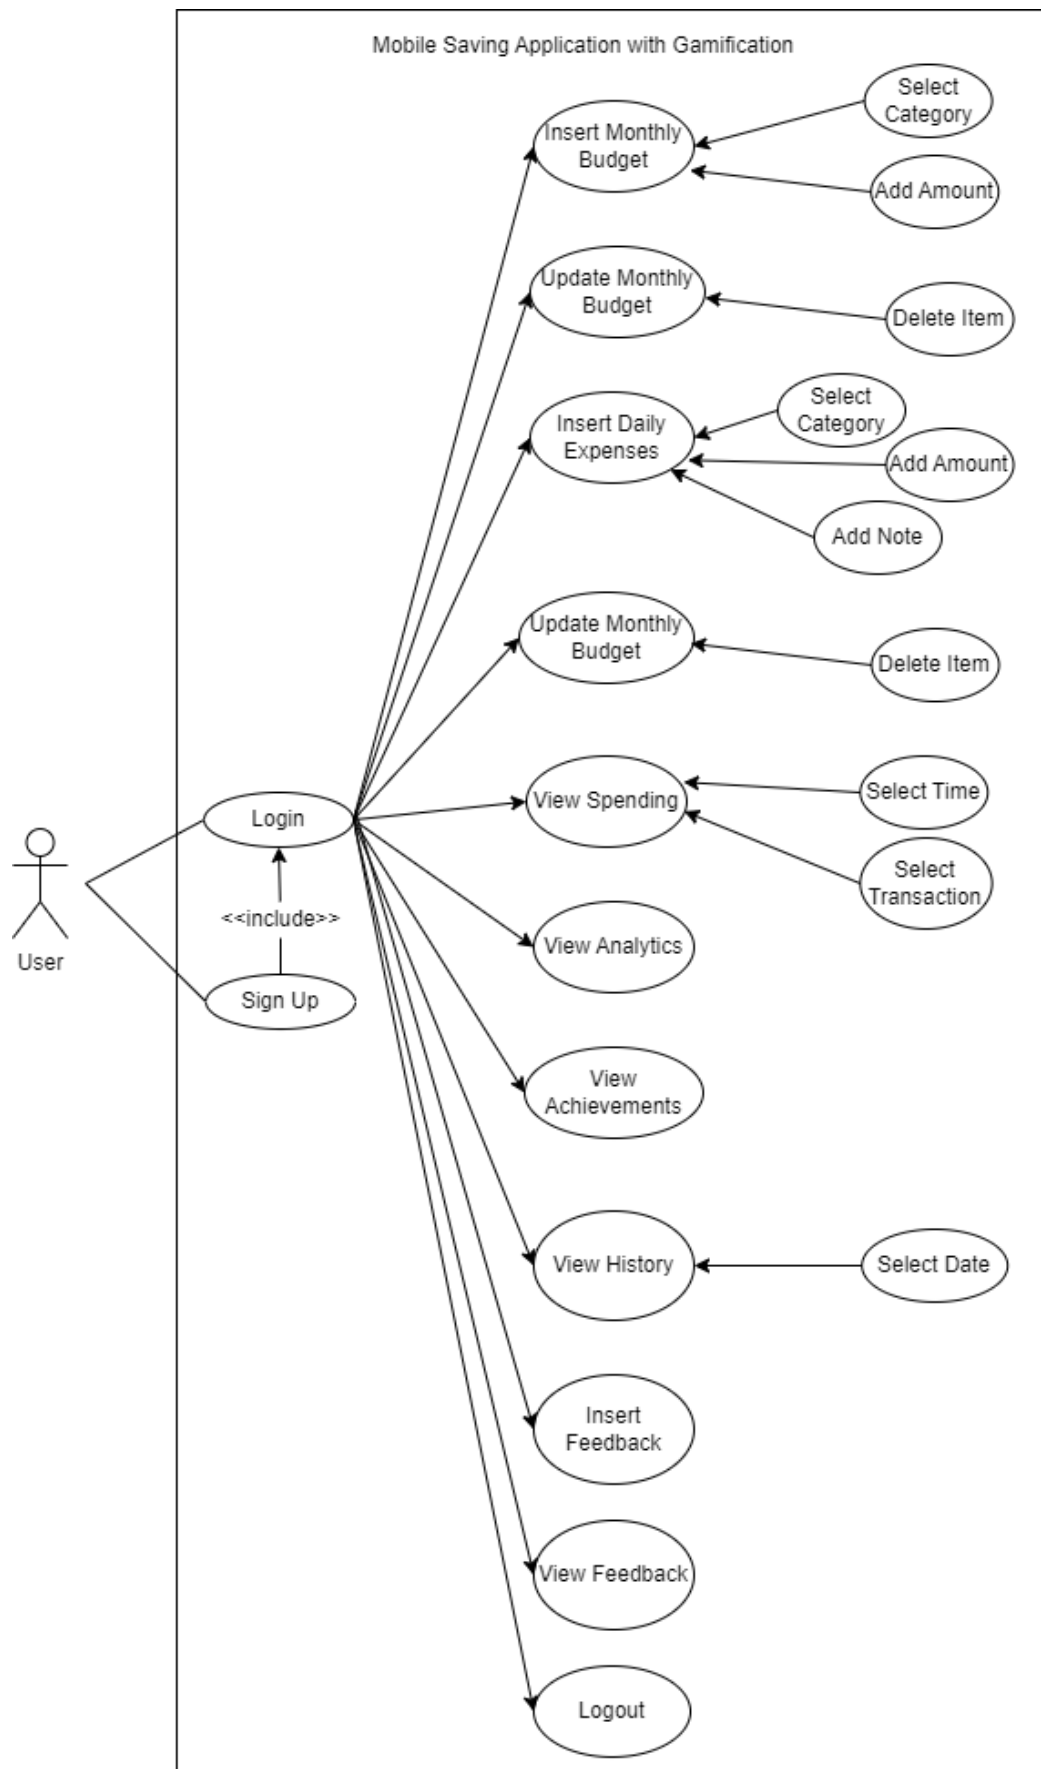 Mobile Saving Application with Gamification
Select
Category
Insert Monthly
Budget
Add Amount
Update Monthly
Budget
Delete Item
Select
Category
Insert Daily
Expenses
Add Amount
Add Note
Update Monthly
Budget
Delete Item
Select Time
View Spending
Login
Select
Transaction
<<include>>
View Analytics
User
Sign Up
View
Achievements
View History
Select Date
Insert
Feedback
View Feedback
Logout